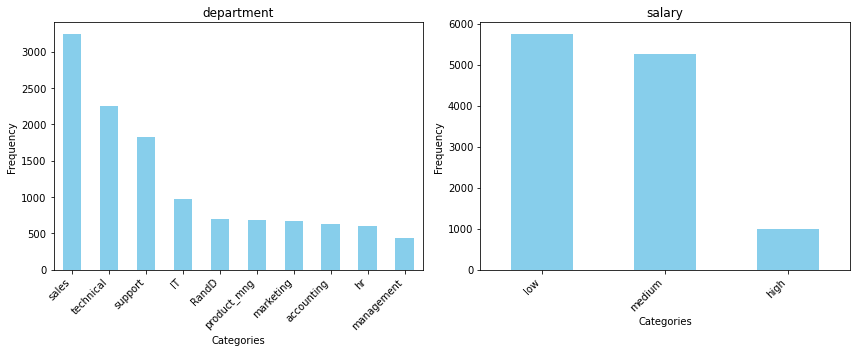 department
Frequency
3000
2500
2000
1500
1000
500
0
sales
technical
support
IT
RandD
product_mng
marketing
accounting
hr
management
Categories
salary
Frequency
6000
5000
4000
3000
2000
1000
0
low
medium
high
Categories